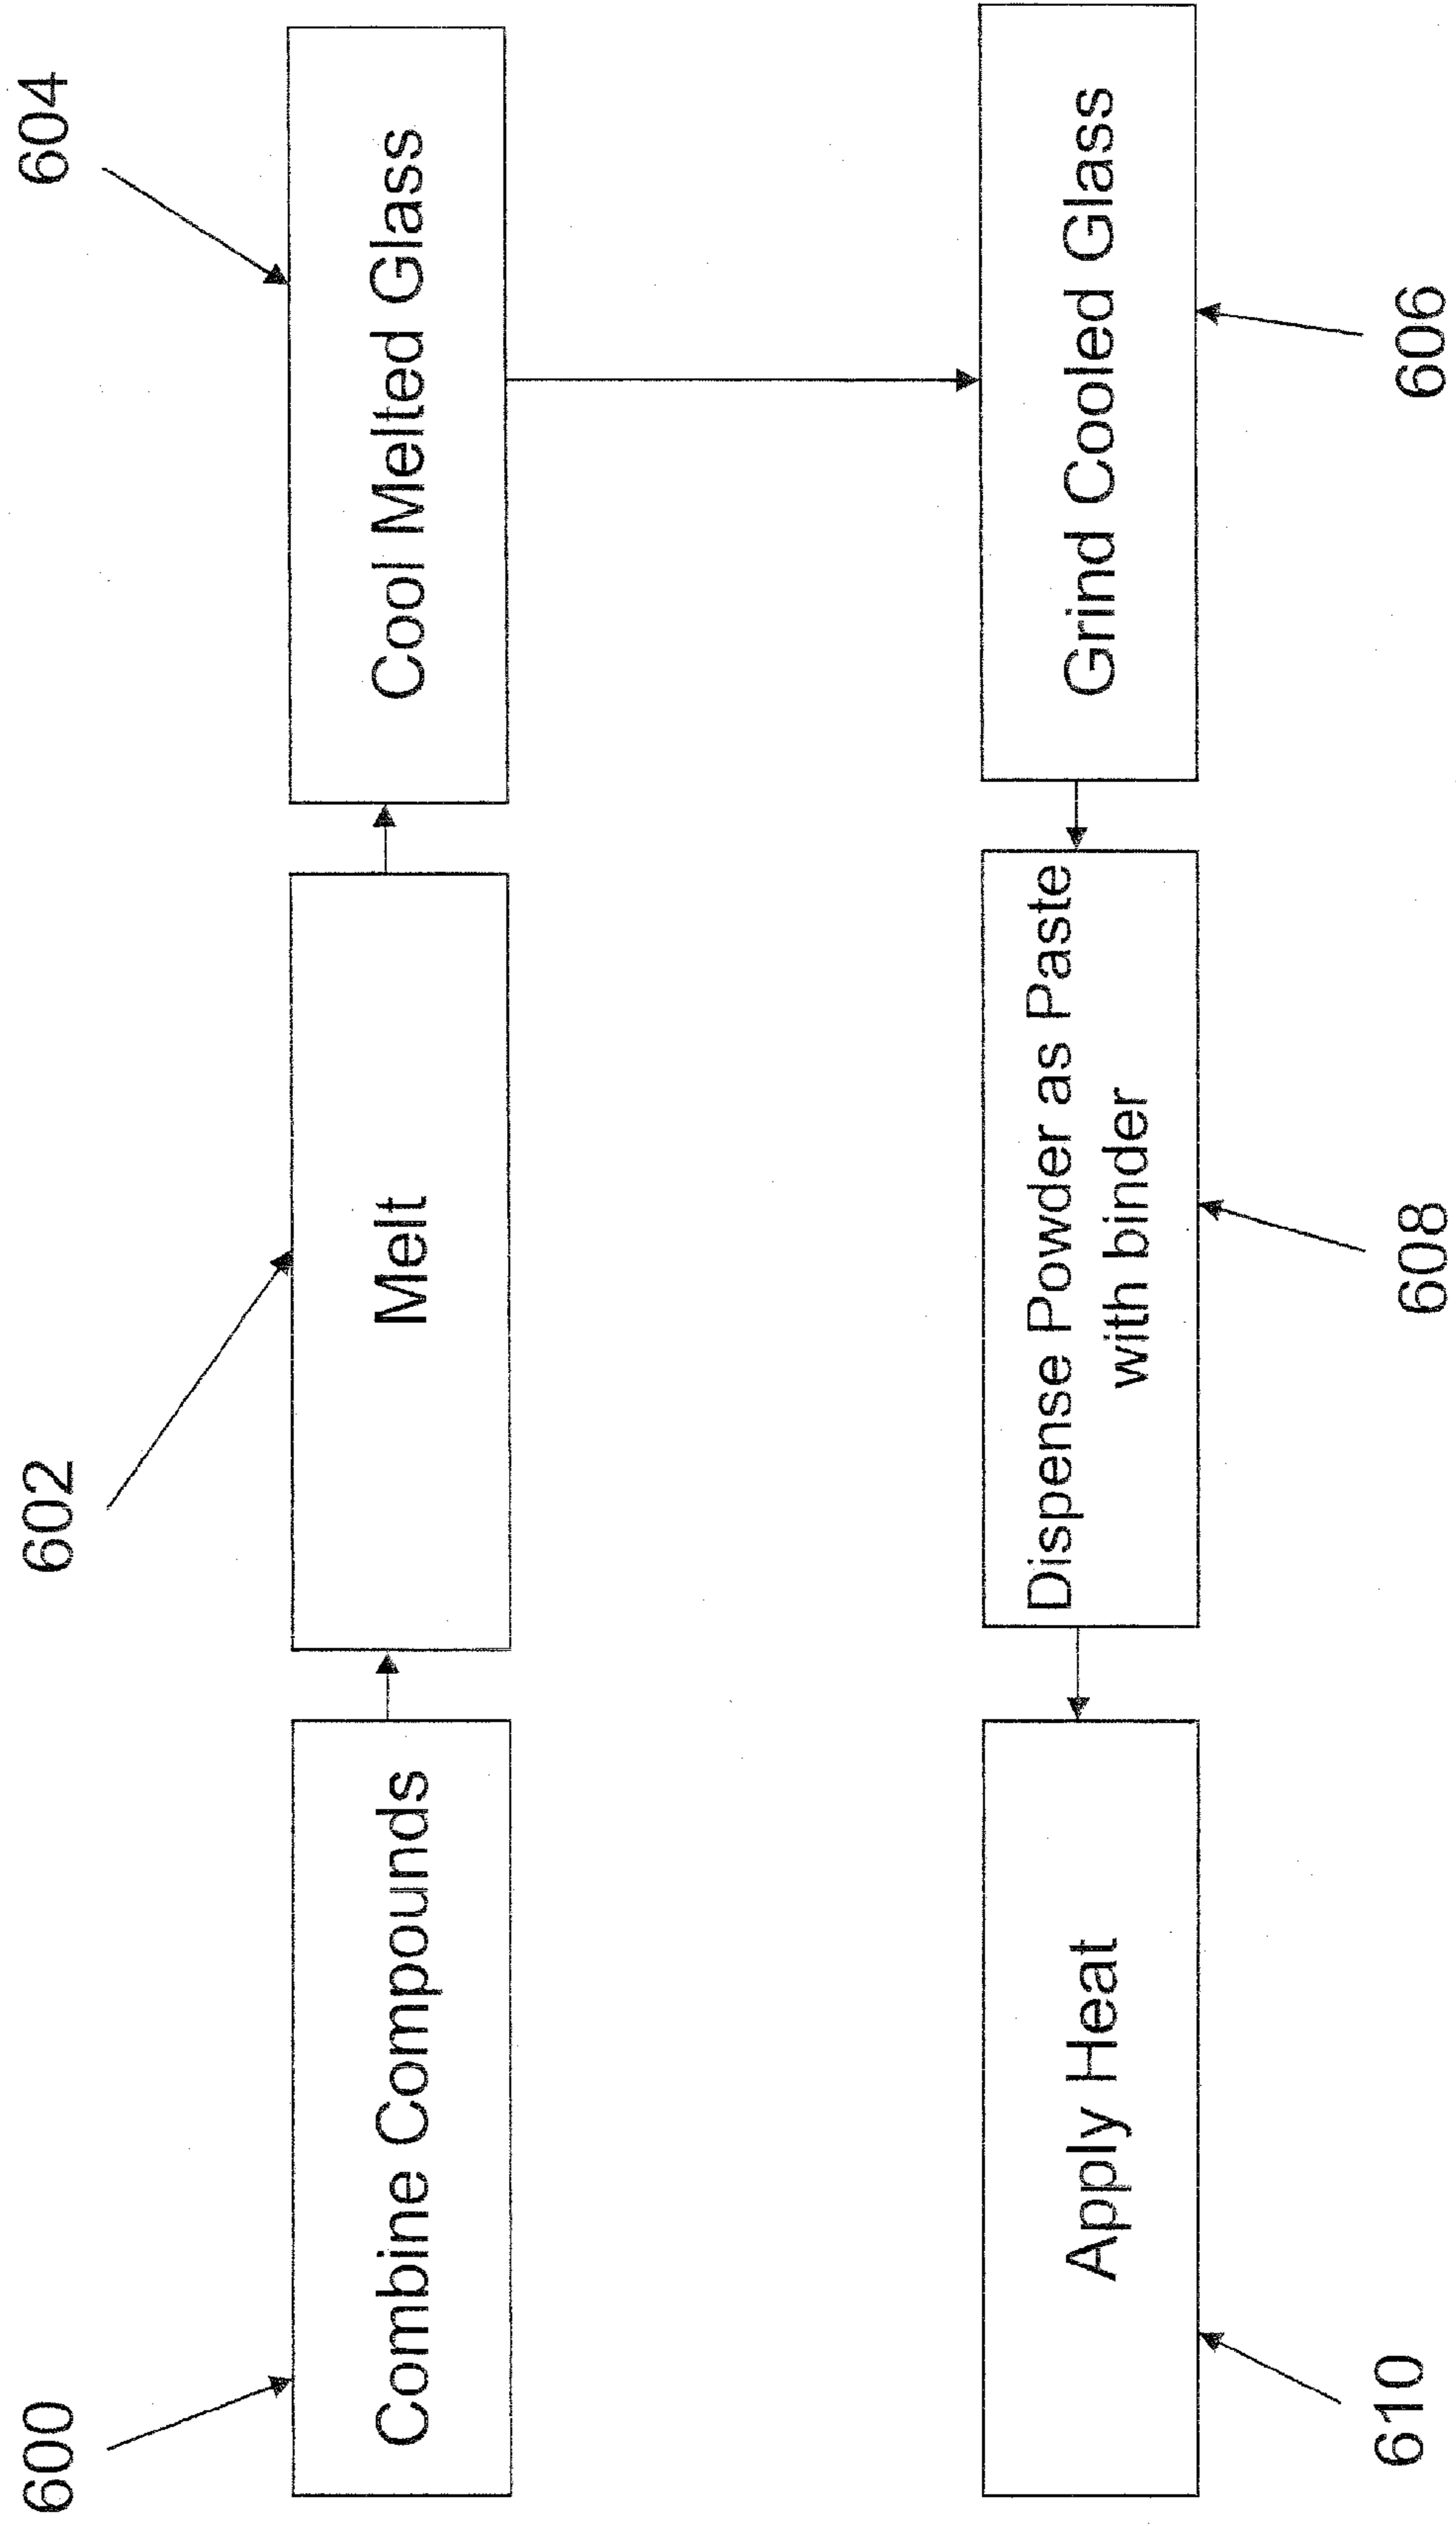 600
602
604
Combine Compounds
Melt
Cool Melted Glass
Apply Heat
Dispense Powder as Paste
with binder
Grind Cooled Glass
610
608
606